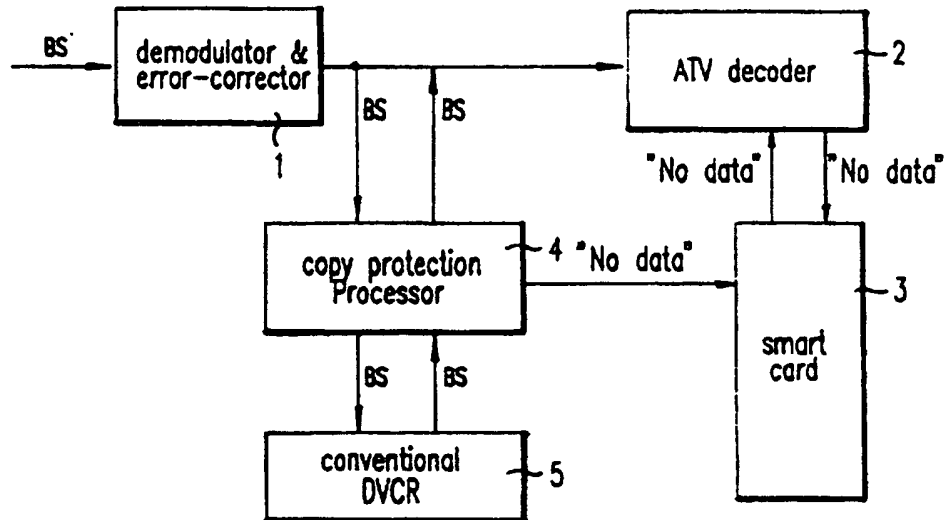 BS'
demodulator &
error-corrector
1
ATV decoder
2
BS
BS
"No data"
"No data"
copy protection
Processor
4
"No data"
smart
card
3
BS
BS
conventional
DVCR
5